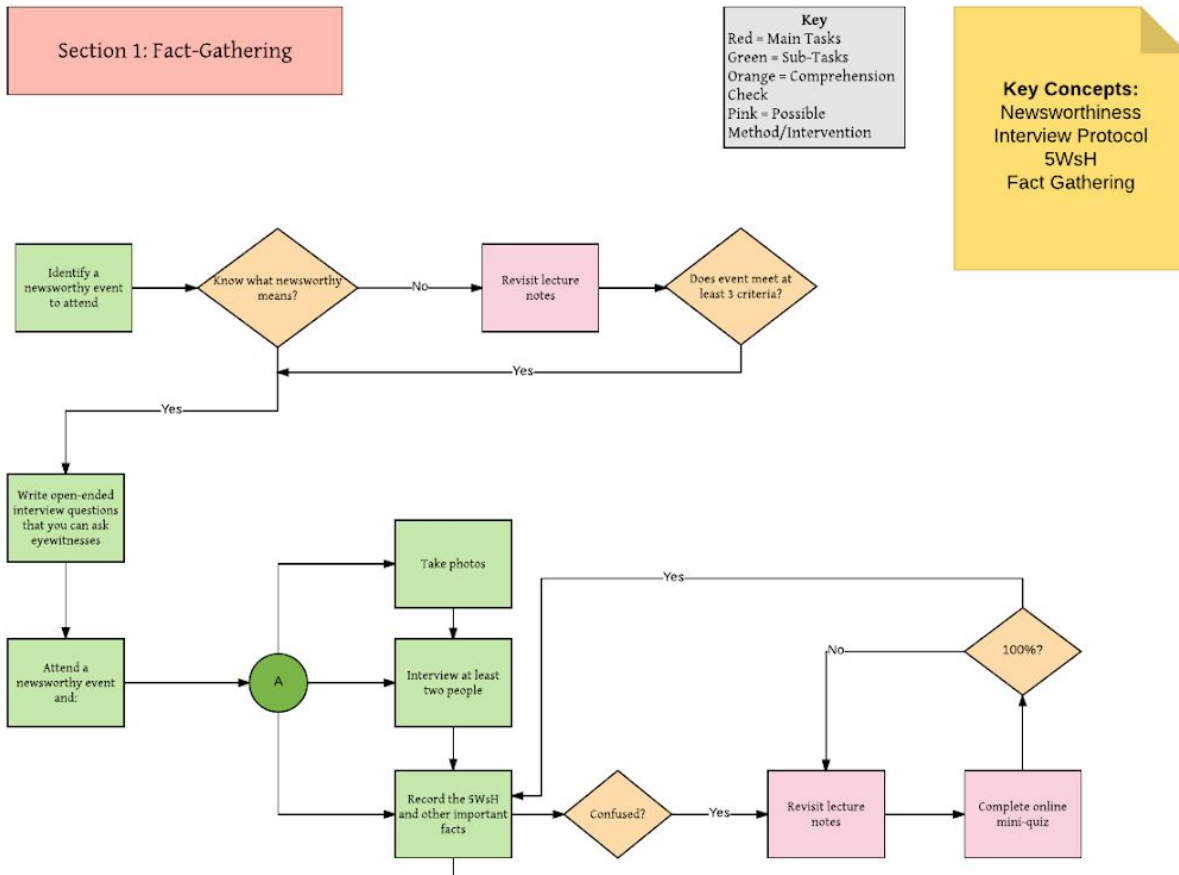 Section 1: Fact-Gathering
Key
Red = Main Tasks
Green = Sub-Tasks
Orange = Comprehension
Check
Pink = Possible
Method/Intervention
Key Concepts:
Newsworthiness
Interview Protocol
5WsH
Fact Gathering
Identify a
newsworthy event
to attend
Know what newsworthy
means?
No
Revisit lecture
notes
Does event meet at
least 3 criteria?
Yes
Yes
Write open-ended
interview questions
that you can ask
eyewitnesses
Attend a
newsworthy event
and:
A
Take photos
Interview at least
two people
Record the 5WsH
and other important
facts
Confused?
Yes
Revisit lecture
notes
Complete online
mini-quiz
100%?
No
Yes